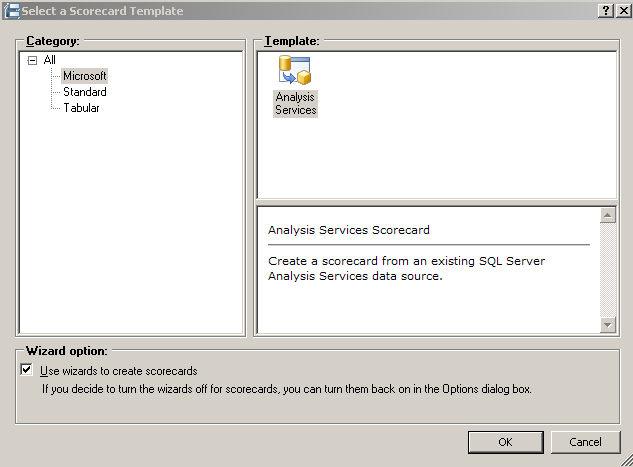 Select a Scorecard Template
Category:
All
Microsoft
Standard
Tabular
Template:
Analysis
Services
Analysis Services Scorecard
Create a scorecard from an existing SQL Server
Analysis Services data source.
Wizard option:
Use wizards to create scorecards
If you decide to turn the wizards off for scorecards, you can turn them back on in the Options dialog box.
OK
Cancel